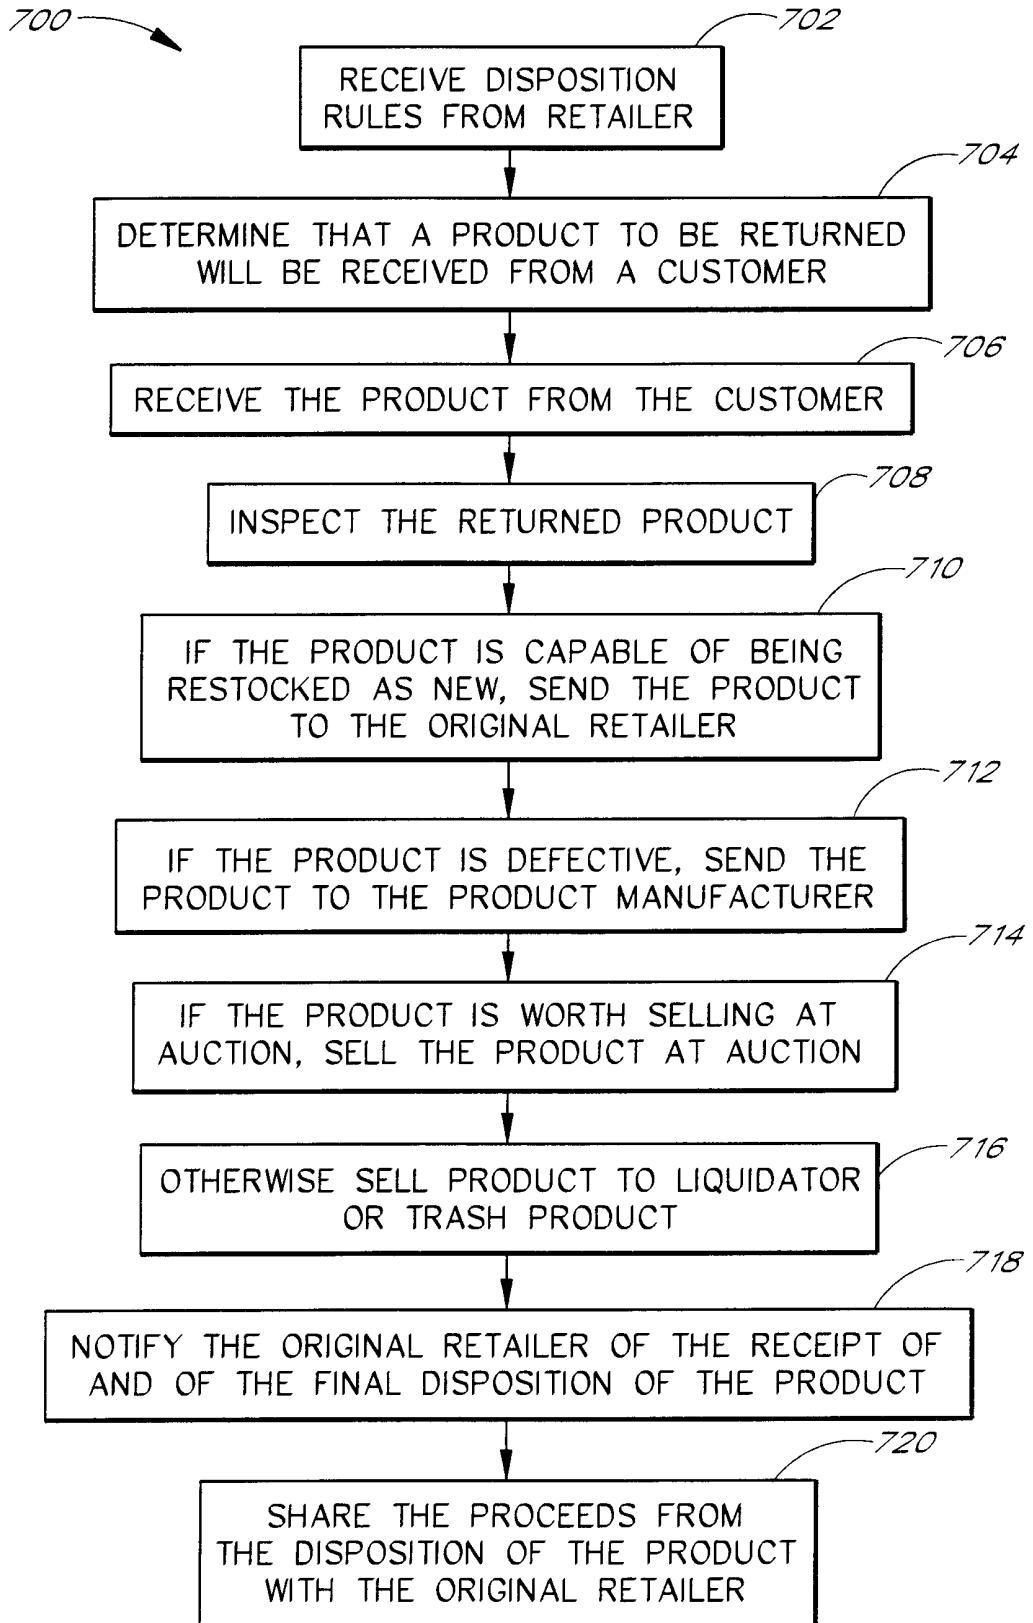 700
702
RECEIVE DISPOSITION
RULES FROM RETAILER
704
DETERMINE THAT A PRODUCT TO BE RETURNED
WILL BE RECEIVED FROM A CUSTOMER
706
RECEIVE THE PRODUCT FROM THE CUSTOMER
708
INSPECT THE RETURNED PRODUCT
710
IF THE PRODUCT IS CAPABLE OF BEING
RESTOCKED AS NEW, SEND THE PRODUCT
TO THE ORIGINAL RETAILER
712
IF THE PRODUCT IS DEFECTIVE, SEND THE
PRODUCT TO THE PRODUCT MANUFACTURER
714
IF THE PRODUCT IS WORTH SELLING AT
AUCTION, SELL THE PRODUCT AT AUCTION
716
OTHERWISE SELL PRODUCT TO LIQUIDATOR
OR TRASH PRODUCT
718
NOTIFY THE ORIGINAL RETAILER OF THE RECEIPT OF
AND OF THE FINAL DISPOSITION OF THE PRODUCT
720
SHARE THE PROCEEDS FROM
THE DISPOSITION OF THE PRODUCT
WITH THE ORIGINAL RETAILER